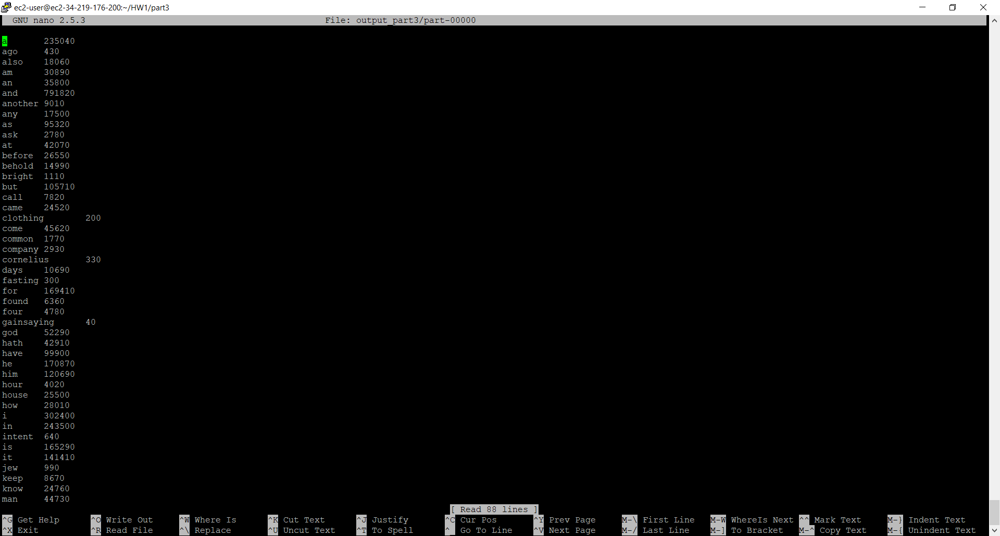 ec2-user@ec2-34-219-176-200:~/HW1/part3
GNU nano 2.5.3 File: output_part3/part-00000
a 235040
ago 430
also 18060
am 30890
an 35800
and 791820
another 9010
any 17500
as 95320
ask 2780
at 42070
before 26550
behold 14990
bright 1110
but 105710
call 7820
came 24520
clothing 200
come 45620
common 1770
company 2930
cornelius 330
days 10690
fasting 300
for 169410
found 6360
four 4780
gainsaying 40
god 52290
hath 42910
have 99900
he 170870
him 120690
hour 4020
house 25500
how 28010
i 302400
in 243500
intent 640
is 165290
it 141410
jew 990
keep 8670
know 24760
man 44730
[ Read 88 lines ]
^G Get Help ^O Write Out ^W Where Is ^K Cut Text ^J Justify ^C Cur Pos ^Y Prev Page M-\ First Line M-W WhereIs Next ^^ Mark Text M-} Indent Text
^X Exit ^R Read File ^\ Replace ^U Uncut Text ^T To Spell ^_ Go To Line ^V Next Page M-/ Last Line M-] To Bracket M-^ Copy Text M-{ Unindent Text